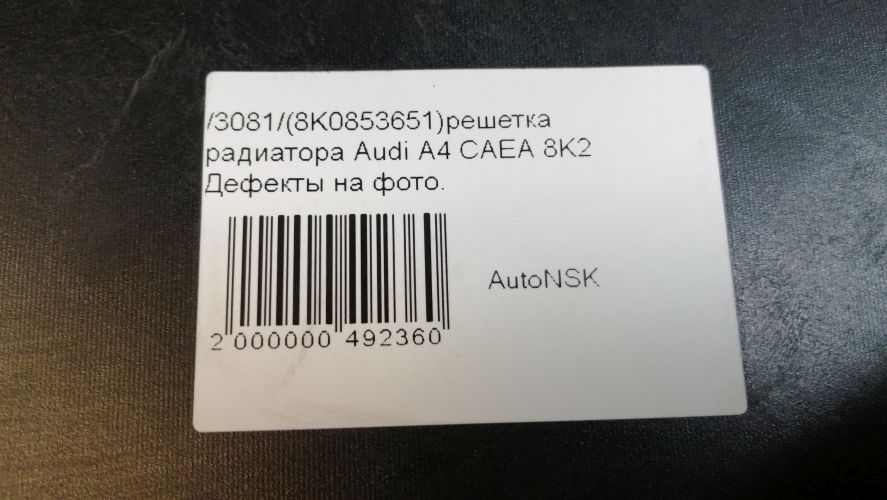 /3081/(8K0853651)решетка
радиатора Audi A4 CAEA 8K2
Дефекты на фото.
AutoNSK
2 000000 492360